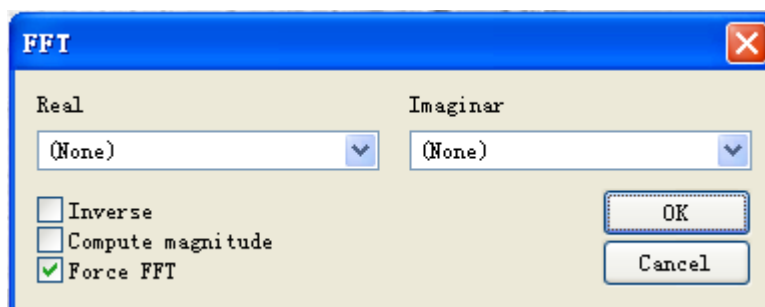 FFT
Real Imaginar
(None) (None)
Inverse
OK
Compute magnitude
Force FFT
Cancel